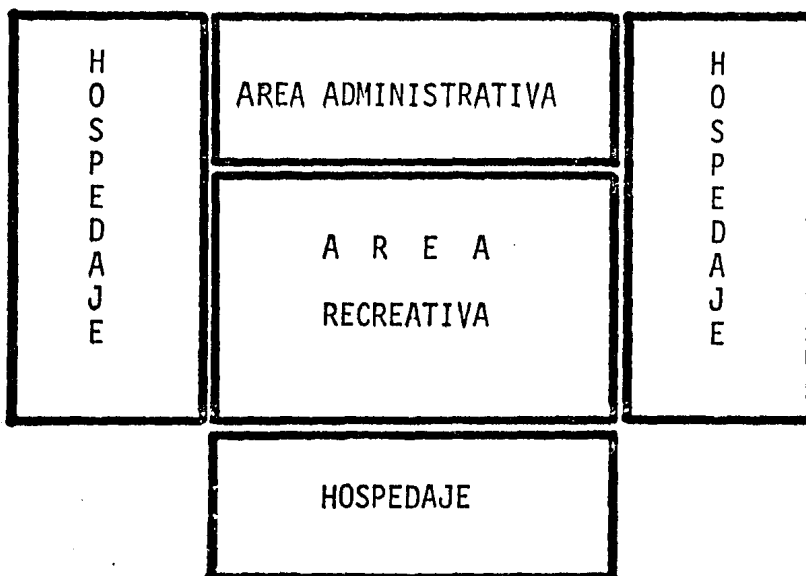 HOSPEDAJE
AREA ADMINISTRATIVA
HOSPEDAJE
A R E A
RECREATIVA
HOSPEDAJE